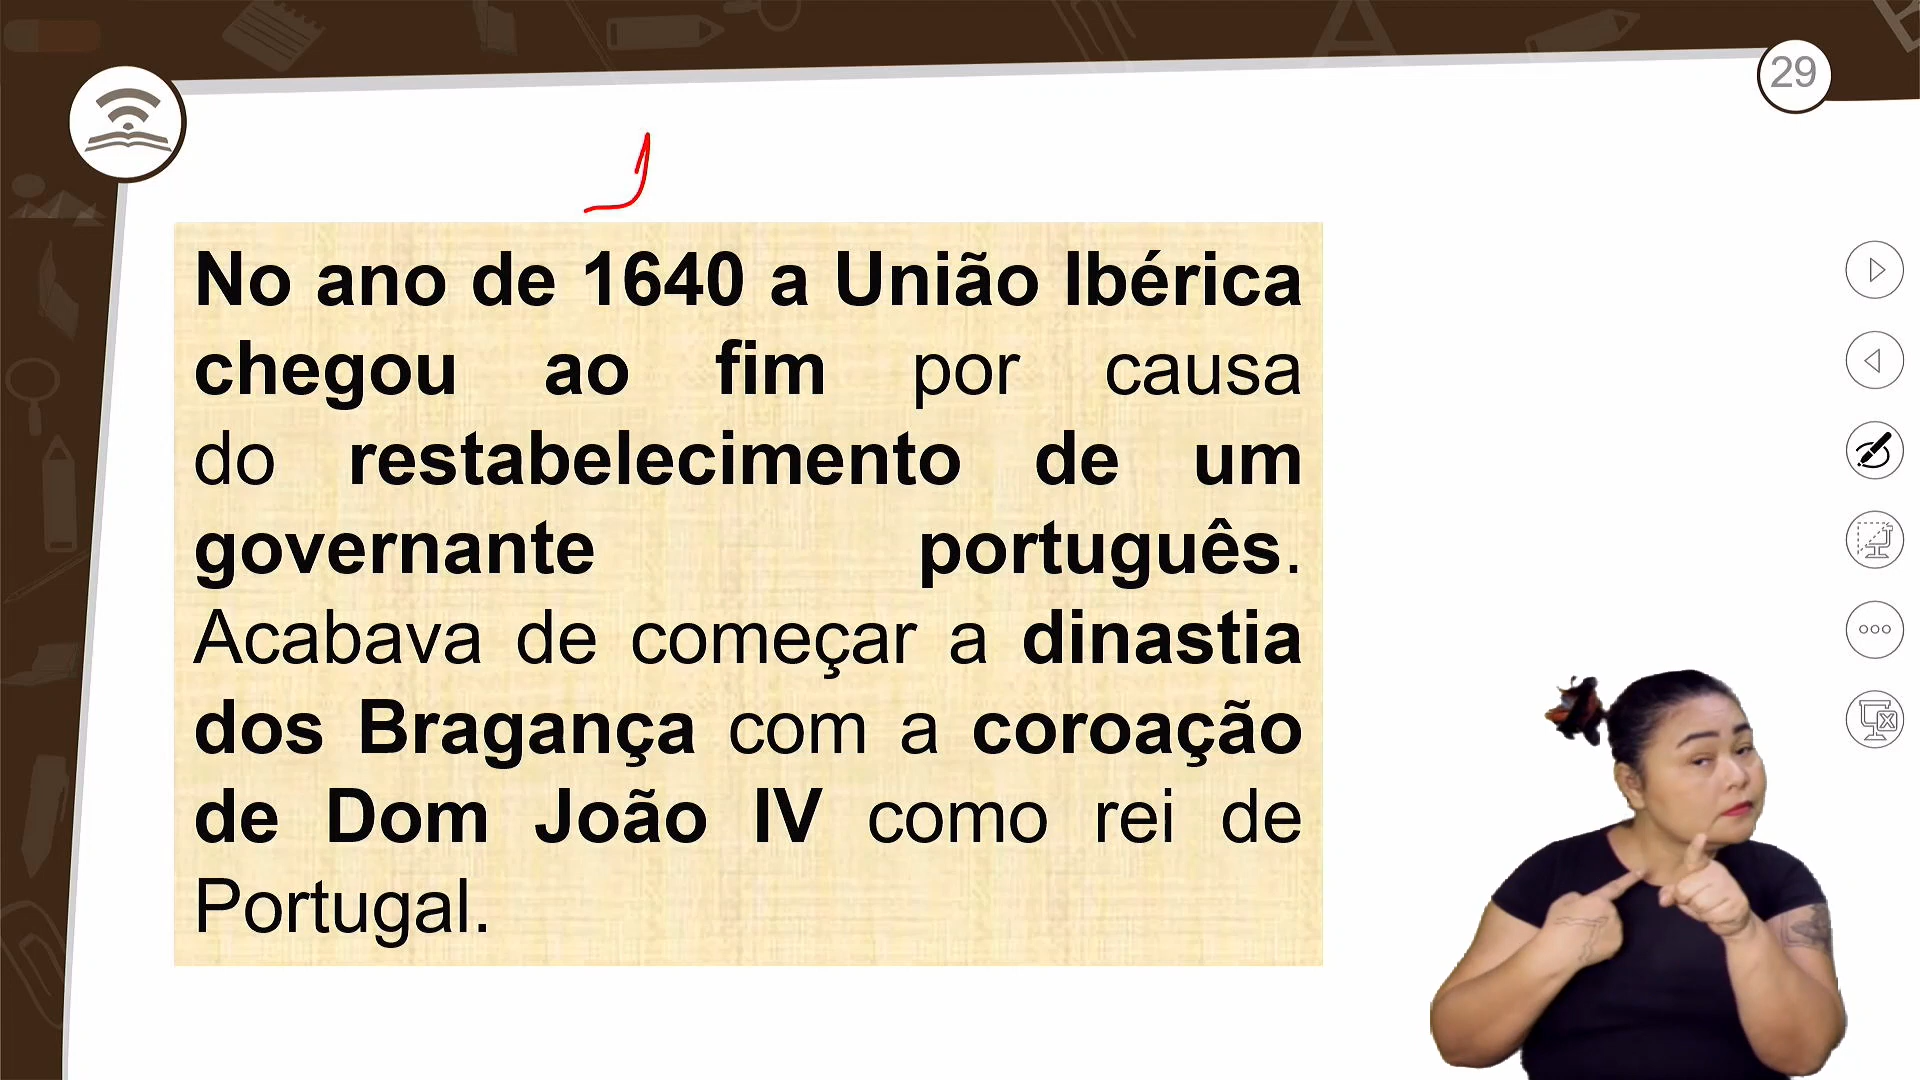 29
No ano de 1640 a União Ibérica
chegou ao fim por causa
do restabelecimento de um
governante português.
Acabava de começar a dinastia
dos Bragança com a coroação
de Dom João IV como rei de
Portugal.